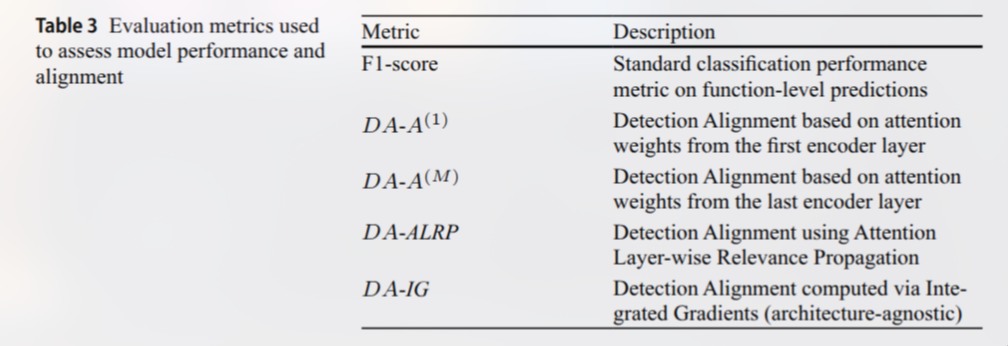 Table 3 Evaluation metrics used
to assess model performance and
alignment
Metric Description
F1-score Standard classification performance
metric on function-level predictions
DA-A(1) Detection Alignment based on attention
weights from the first encoder layer
DA-A(M) Detection Alignment based on attention
weights from the last encoder layer
DA-ALRP Detection Alignment using Attention
Layer-wise Relevance Propagation
DA-IG Detection Alignment computed via Inte-
grated Gradients (architecture-agnostic)